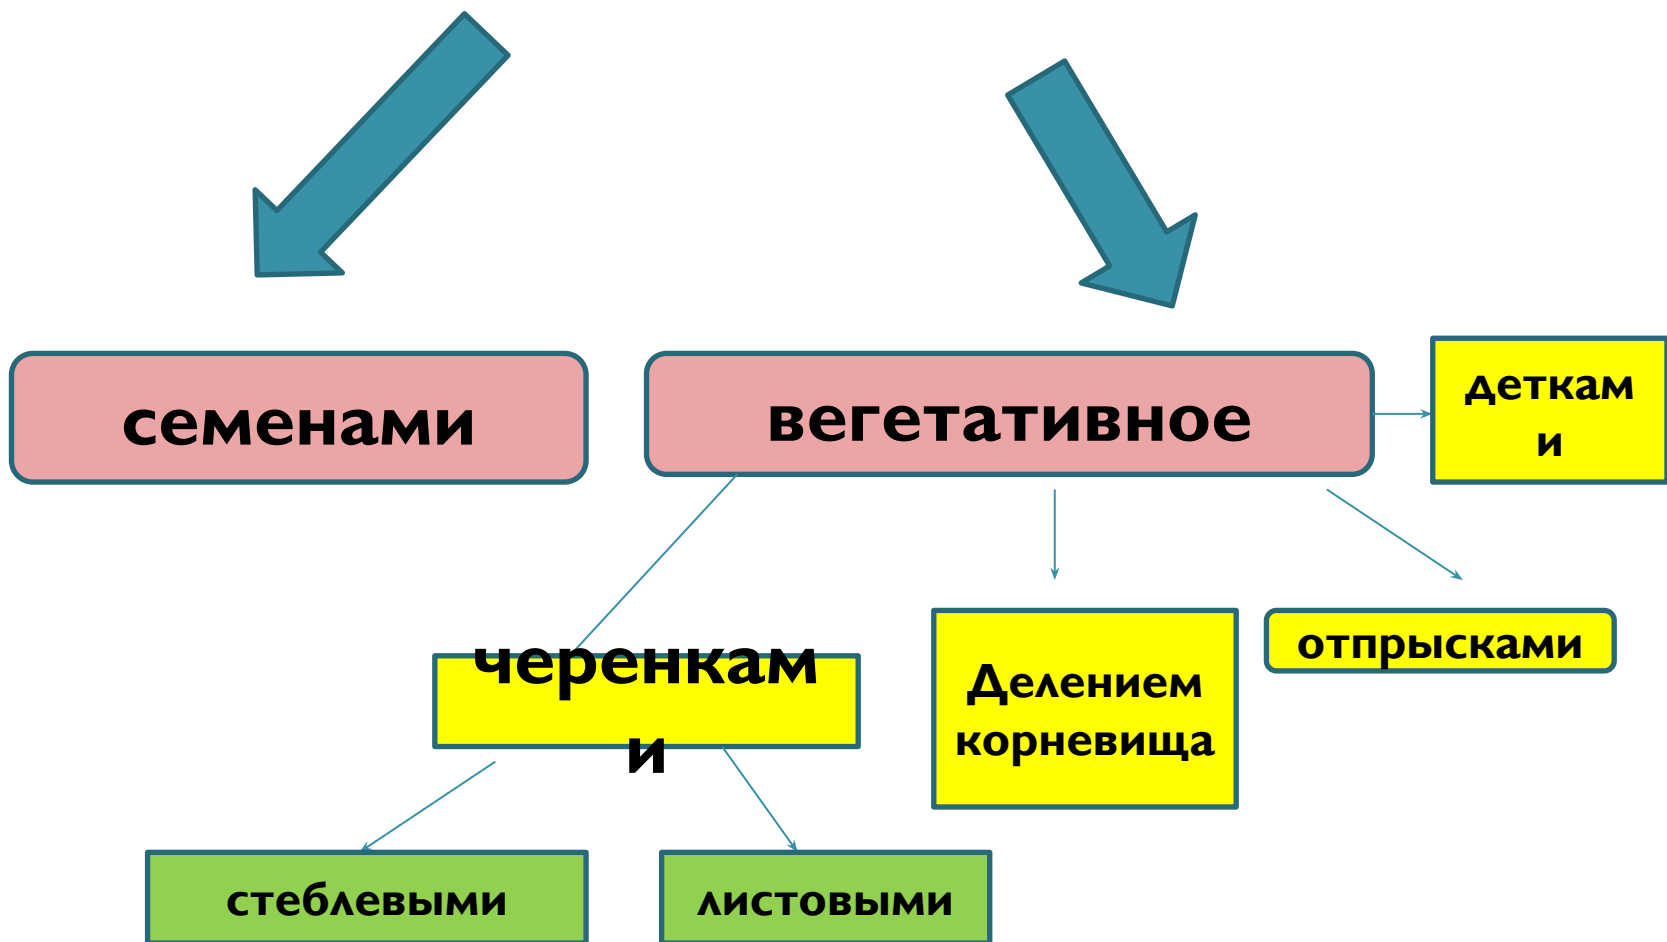 семенами
вегетативное
деткам
и
черенкам
и
Делением
корневища
отпрысками
стеблевыми
листовыми